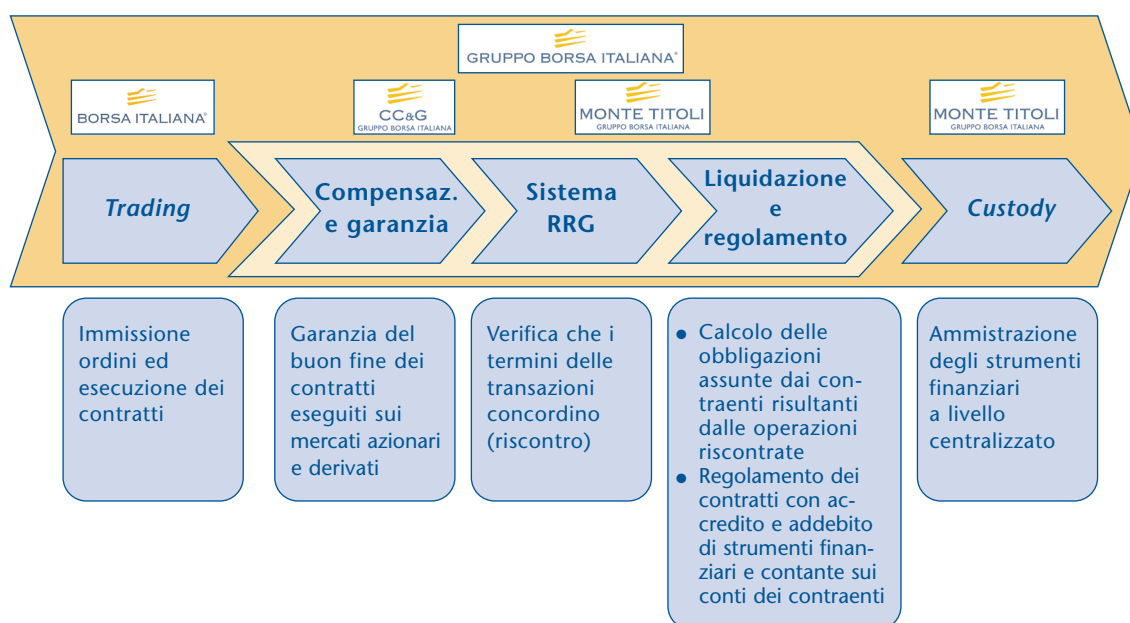 GRUPPO BORSA ITALIANA®
BORSA ITALIANA®
CC&G
GRUPPO BORSA ITALIANA
MONTE TITOLI
GRUPPO BORSA ITALIANA
MONTE TITOLI
GRUPPO BORSA ITALIANA
Trading
Compensaz.
e garanzia
Sistema
RRG
Liquidazione
e
regolamento
Custody
Immissione
ordini ed
esecuzione dei
contratti
Garanzia del
buon fine dei
contratti
eseguiti sui
mercati azionari
e derivati
Verifica che i
termini delle
transazioni
concordino
(riscontro)
● Calcolo delle
obbligazioni
assunte dai con-
traenti risultanti
dalle operazioni
riscontrate
● Regolamento dei
contratti con ac-
credito e addebito
di strumenti finan-
ziari e contante sui
conti dei contraenti
Ammistrazione
degli strumenti
finanziari
a livello
centralizzato